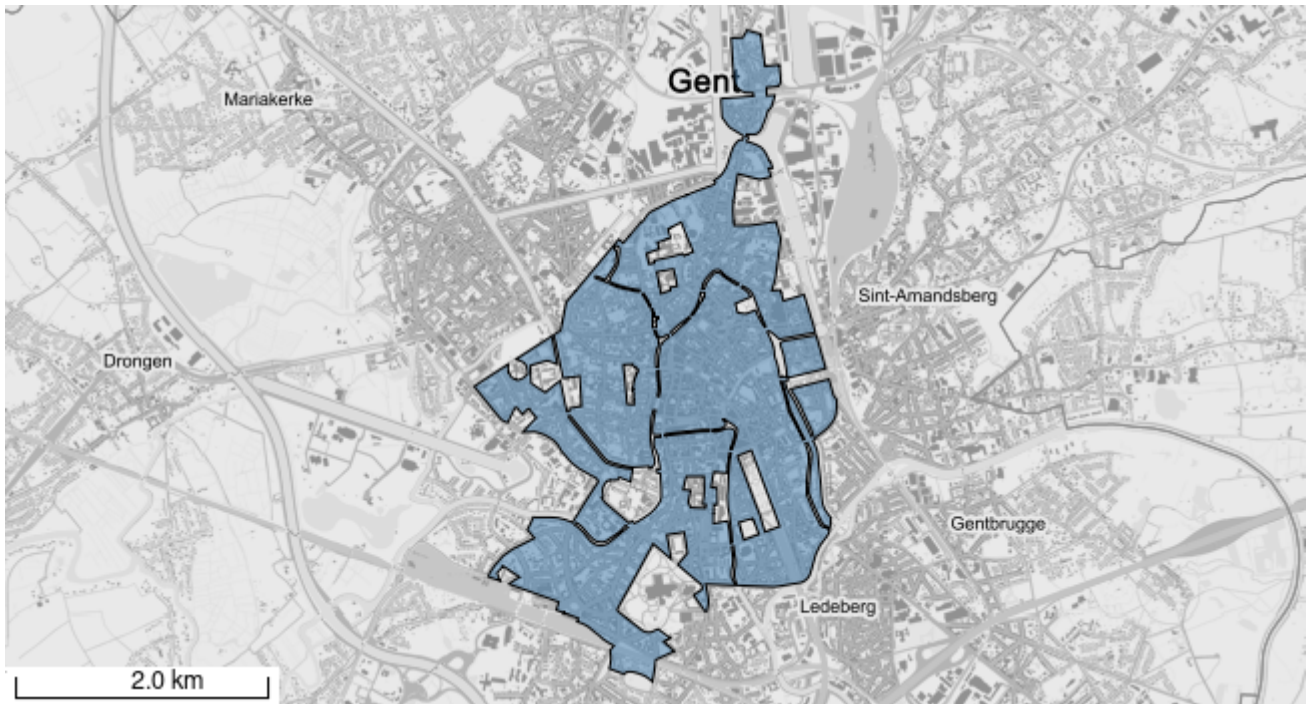 Gent
Mariakerke
Sint-Amandsberg
Drongen
Gentbrugge
Ledeberg
2.0 km